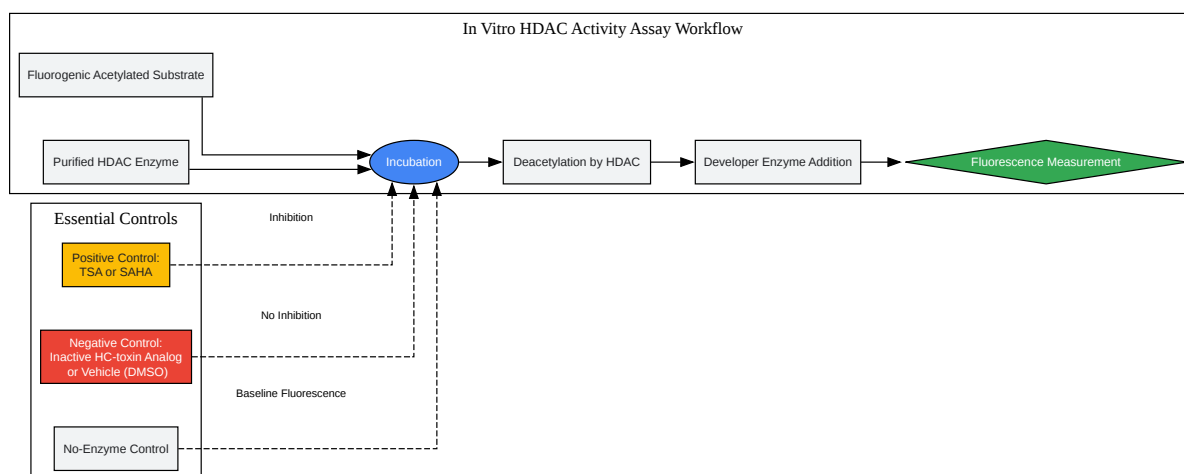 In Vitro HDAC Activity Assay Workflow
Fluorogenic Acetylated Substrate
Purified HDAC Enzyme
Incubation
Deacetylation by HDAC
Developer Enzyme Addition
Fluorescence Measurement
Essential Controls
Inhibition
Positive Control:
TSA or SAHA
No Inhibition
Negative Control:
Inactive HC-toxin Analog
or Vehicle (DMSO)
Baseline Fluorescence
No-Enzyme Control